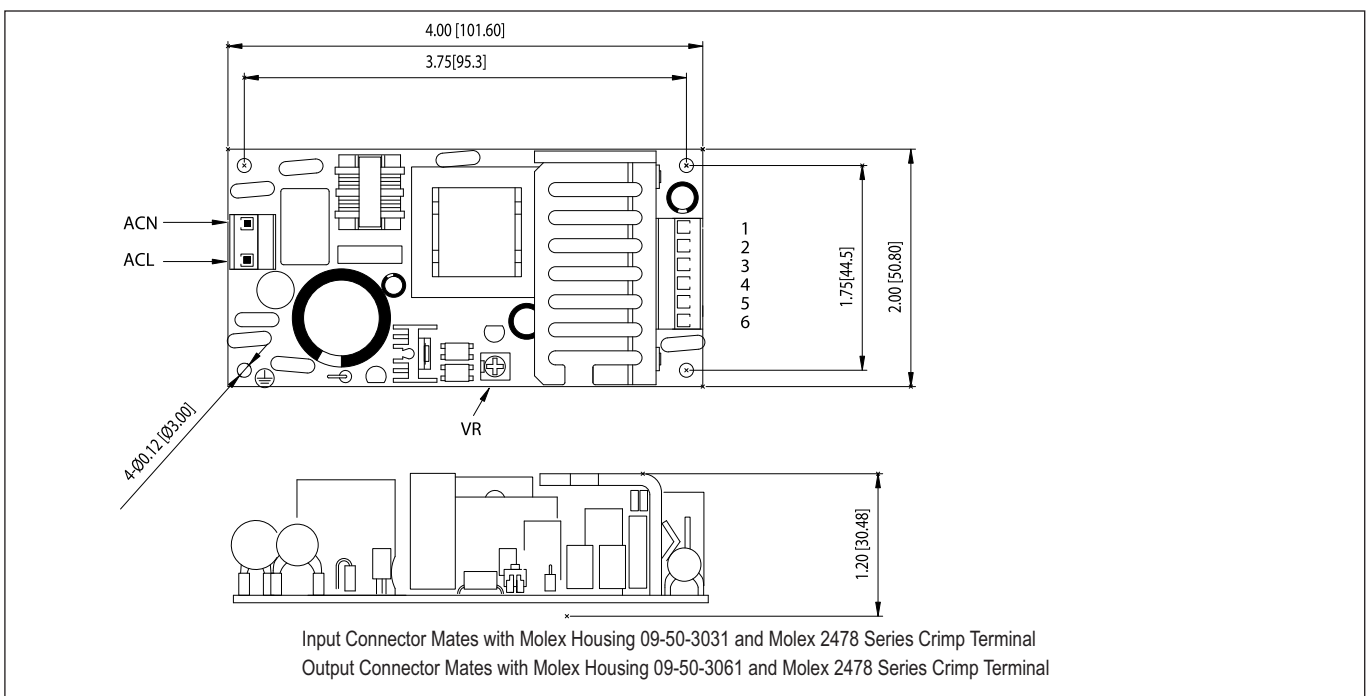 4.00 [101.60]
3.75[95.3]
ACN
ACL
1
2
3
4
5
6
1.75[44.5]
2.00 [50.80]
4-Ø0.12 [Ø3.00]
VR
1.20 [30.48]
Input Connector Mates with Molex Housing 09-50-3031 and Molex 2478 Series Crimp Terminal
Output Connector Mates with Molex Housing 09-50-3061 and Molex 2478 Series Crimp Terminal